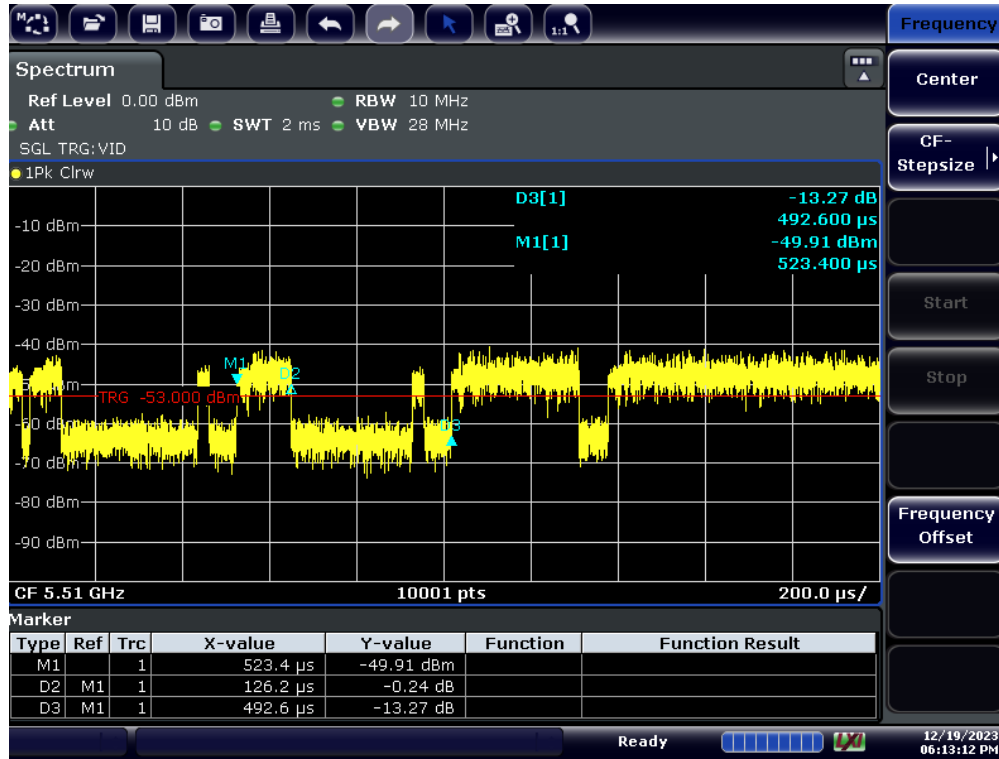 Frequency
Spectrum
Center
Ref Level 0.00 dBm RBW 10 MHz
Att 10 dB SWT 2 ms VBW 28 MHz
SGL TRG:VID
CF-
Stepsize
1Pk Clrw
D3[1] -13.27 dB
492.600 µs
M1[1] -49.91 dBm
523.400 µs
-10 dBm
-20 dBm
-30 dBm
Start
-40 dBm
M1
D2
TRG -53.000 dBm
Stop
D3
-70 dBm
-80 dBm
-90 dBm
Frequency
Offset
CF 5.51 GHz 10001 pts 200.0 µs/
Marker
Type Ref Trc X-value Y-value Function Function Result
M1 1 523.4 µs -49.91 dBm
D2 M1 1 126.2 µs -0.24 dB
D3 M1 1 492.6 µs -13.27 dB
Ready LXI
12/19/2023
06:13:12 PM